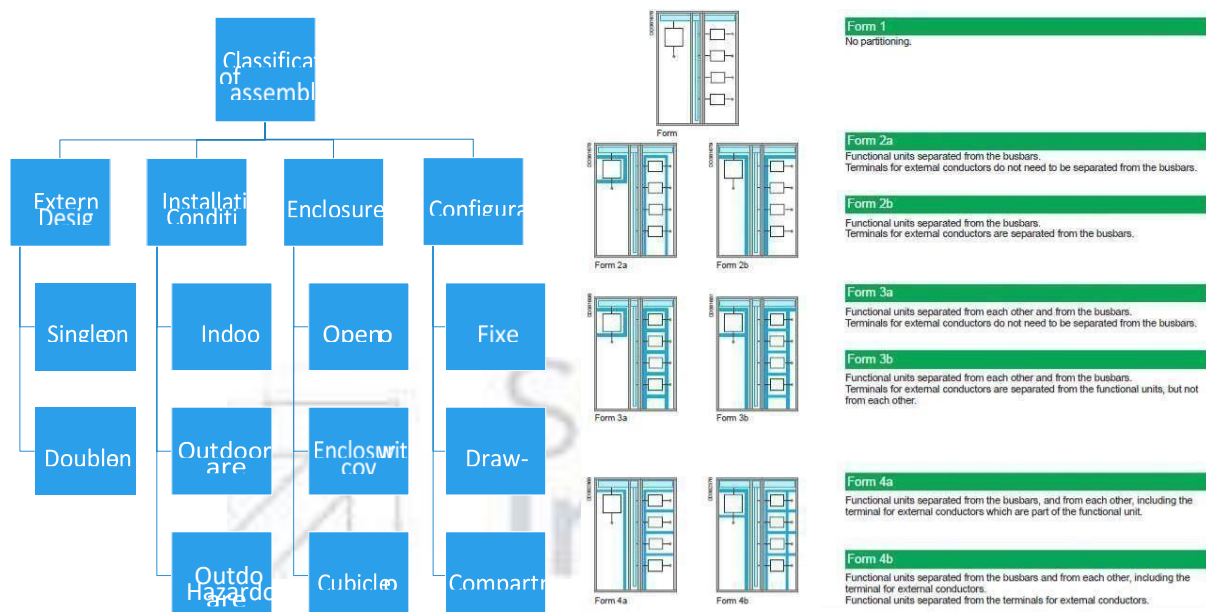 Classificat
of
assembl
Extern
Desig
Installati
Conditi
Enclosure
Configura
Single
Indoo
Open
Fixe
Double
Outdoor
are
Enclosu
wit
cov
Draw-
Outdo
Hazardo
are
Cubicle
Compartr
Form
Form 2a
Form 2b
Form 3a
Form 3b
Form 4a
Form 4b
Form 1
No partitioning.
Form 2a
Functional units separated from the busbars.
Terminals for external conductors do not need to be separated from the busbars.
Form 2b
Functional units separated from the busbars.
Terminals for external conductors are separated from the busbars.
Form 3a
Functional units separated from each other and from the busbars.
Terminals for external conductors do not need to be separated from the busbars.
Form 3b
Functional units separated from each other and from the busbars.
Terminals for external conductors are separated from the functional units, but not
from each other.
Form 4a
Functional units separated from the busbars, and from each other, including the
terminal for external conductors which are part of the functional unit.
Form 4b
Functional units separated from the busbars and from each other, including the
terminal for external conductors.
Functional units separated from the terminals for external conductors.